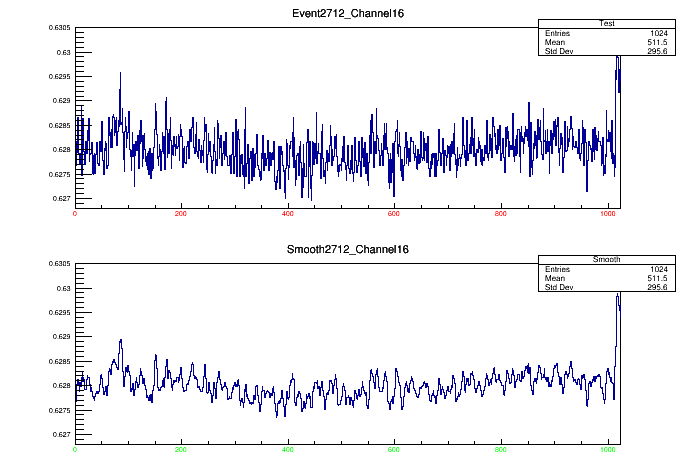 Event2712_Channel16
Test
Entries 1024
Mean 511.5
Std Dev 295.6
0.6305
0.63
0.6295
0.629
0.6285
0.628
0.6275
0.627
0 200 400 600 800 1000
Smooth2712_Channel16
Smooth
Entries 1024
Mean 511.5
Std Dev 295.6
0.6305
0.63
0.6295
0.629
0.6285
0.628
0.6275
0.627
0 200 400 600 800 1000